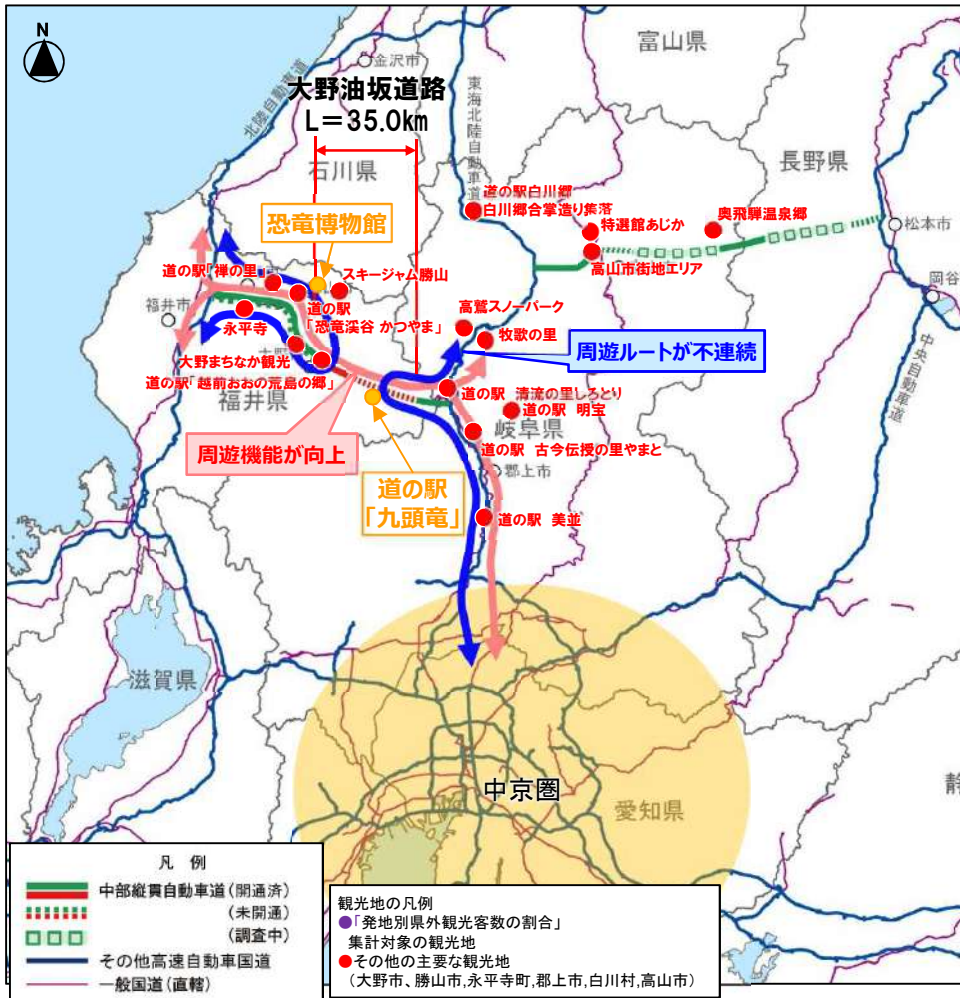 N
富山県
金沢市
大野油坂道路
L=35.0km
北陸自動車道
東海北陸自動車道
石川県
長野県
恐竜博物館
道の駅白川郷
白川郷合掌造り集落
特選館あじか
奥飛騨温泉郷
松本市
高山市街地エリア
岡谷市
道の駅「禅の里」
スキージャム勝山
道の駅
「恐竜渓谷 かつやま」
福井市
永平寺
高鷲スノーパーク
牧歌の里
中央自動車道
周遊ルートが不連続
大野まちなか観光
道の駅「越前おおの荒島の郷」
福井県
道の駅 清流の里しろとり
道の駅 明宝
岐阜県
周遊機能が向上
道の駅 古今伝授の里やまと
郡上市
道の駅
「九頭竜」
道の駅 美並
滋賀県
中京圏
愛知県
静
凡 例
中部縦貫自動車道(開通済)
(未開通)
(調査中)
その他高速自動車国道
一般国道(直轄)
観光地の凡例
●「発地別県外観光客数の割合」
集計対象の観光地
●その他の主要な観光地
(大野市、勝山市,永平寺町,郡上市,白川村,高山市)